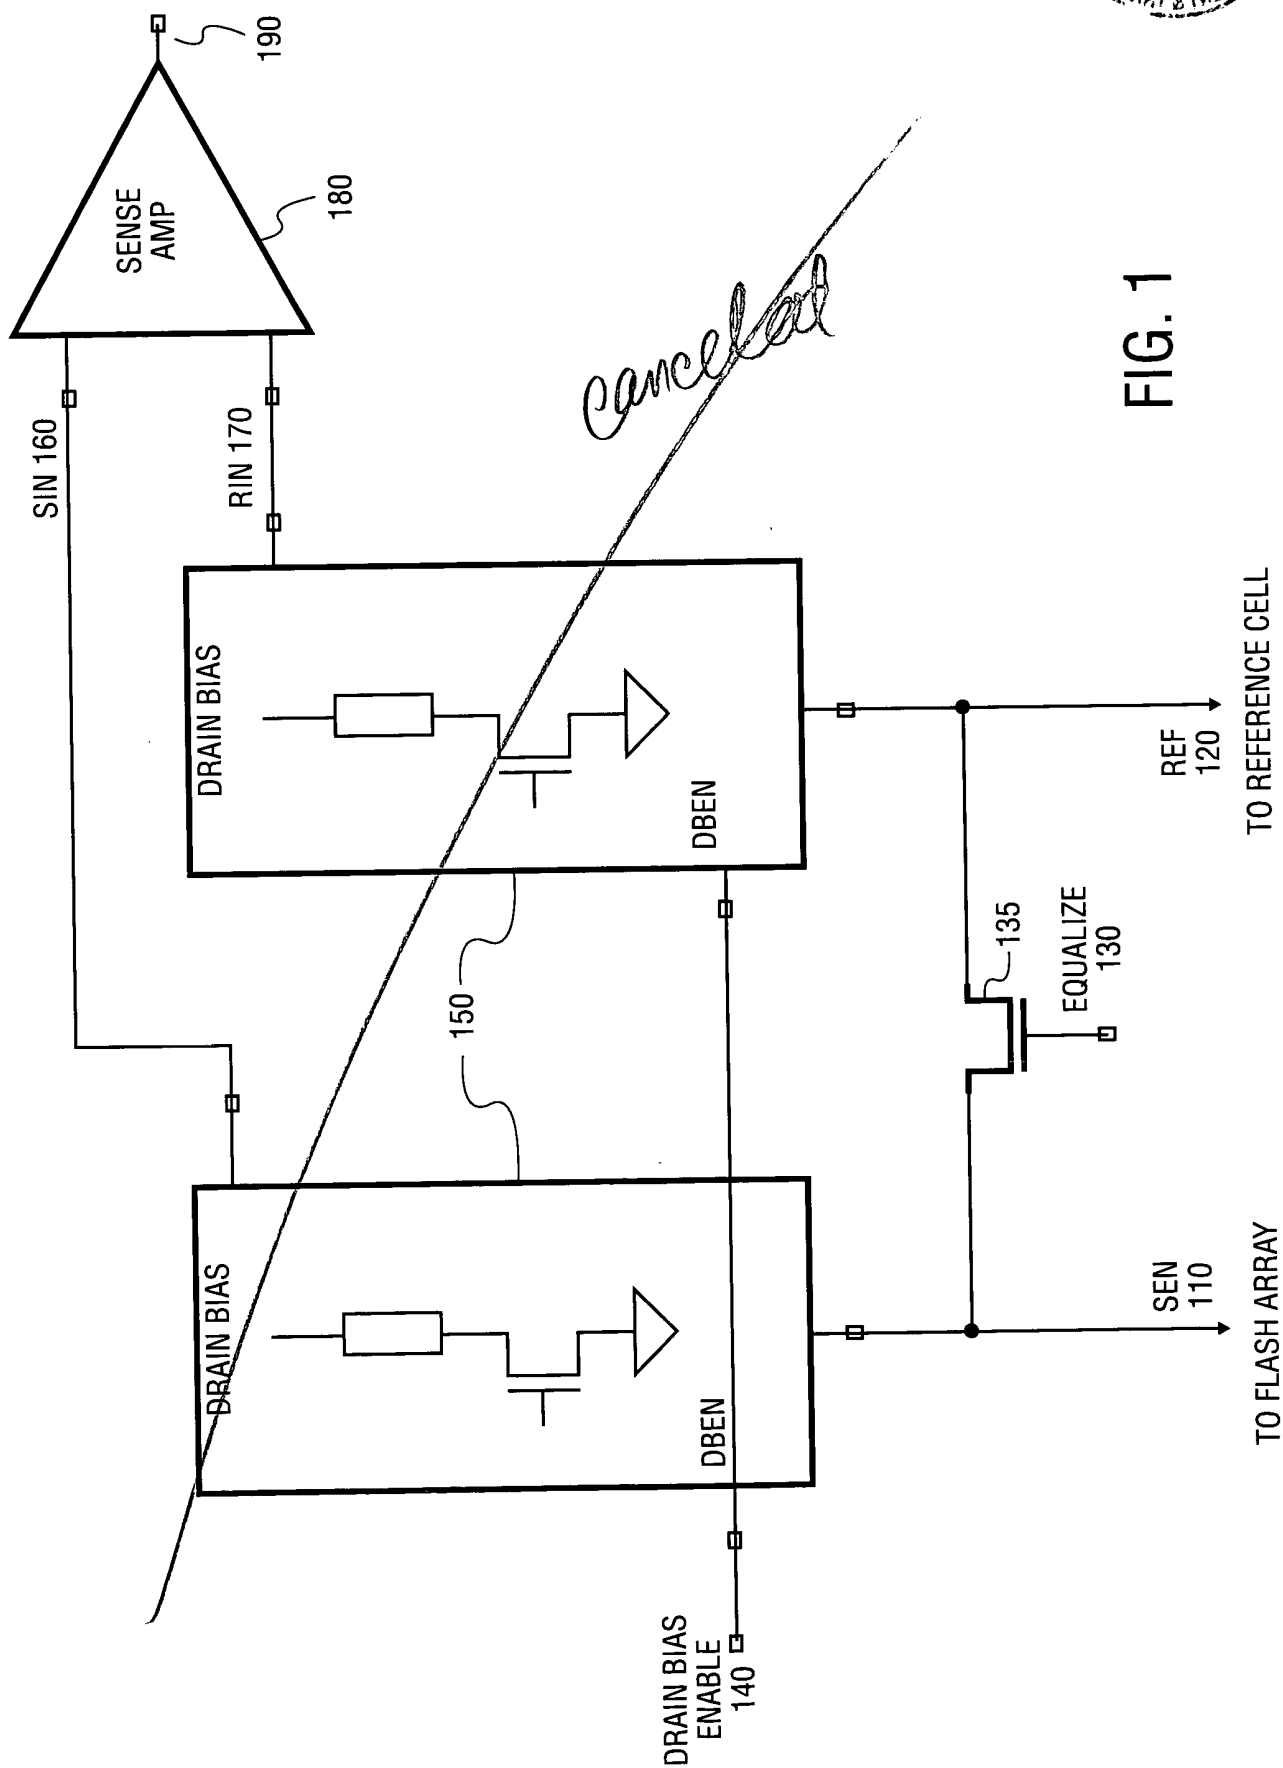 190
SENSE
AMP
180
SIN 160
RIN 170
canceled
DRAIN BIAS
DRAIN BIAS
150
DBEN
DBEN
DRAIN BIAS
ENABLE
140
135
EQUALIZE
130
SEN
110
TO FLASH ARRAY
REF
120
TO REFERENCE CELL
FIG. 1